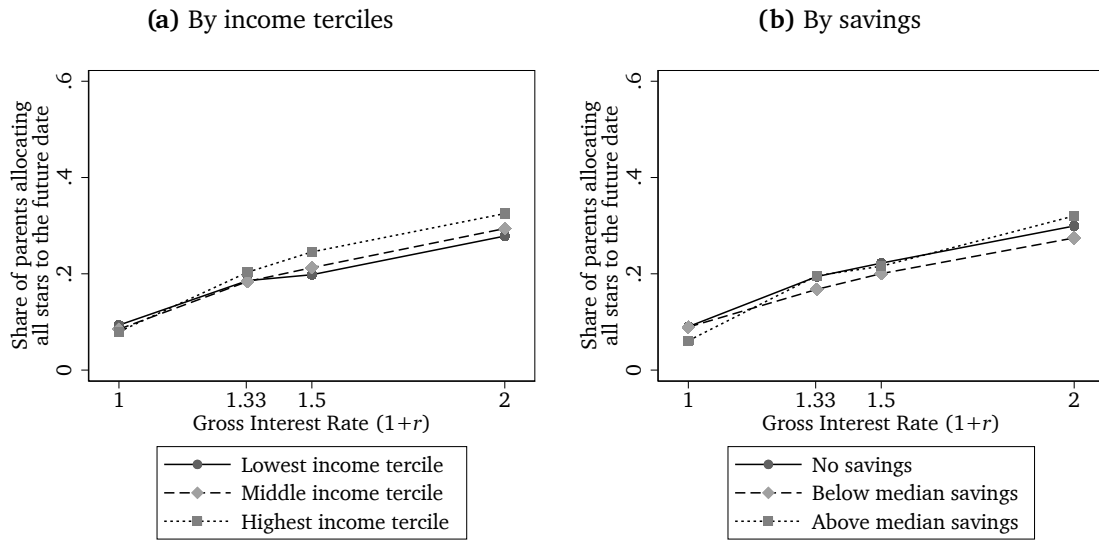 (a) By income terciles
Share of parents allocating
all stars to the future date
.6
.4
.2
0
1 1.33 1.5 2
Gross Interest Rate (1+r)
Lowest income tercile
Middle income tercile
Highest income tercile
(b) By savings
Share of parents allocating
all stars to the future date
.6
.4
.2
0
1 1.33 1.5 2
Gross Interest Rate (1+r)
No savings
Below median savings
Above median savings